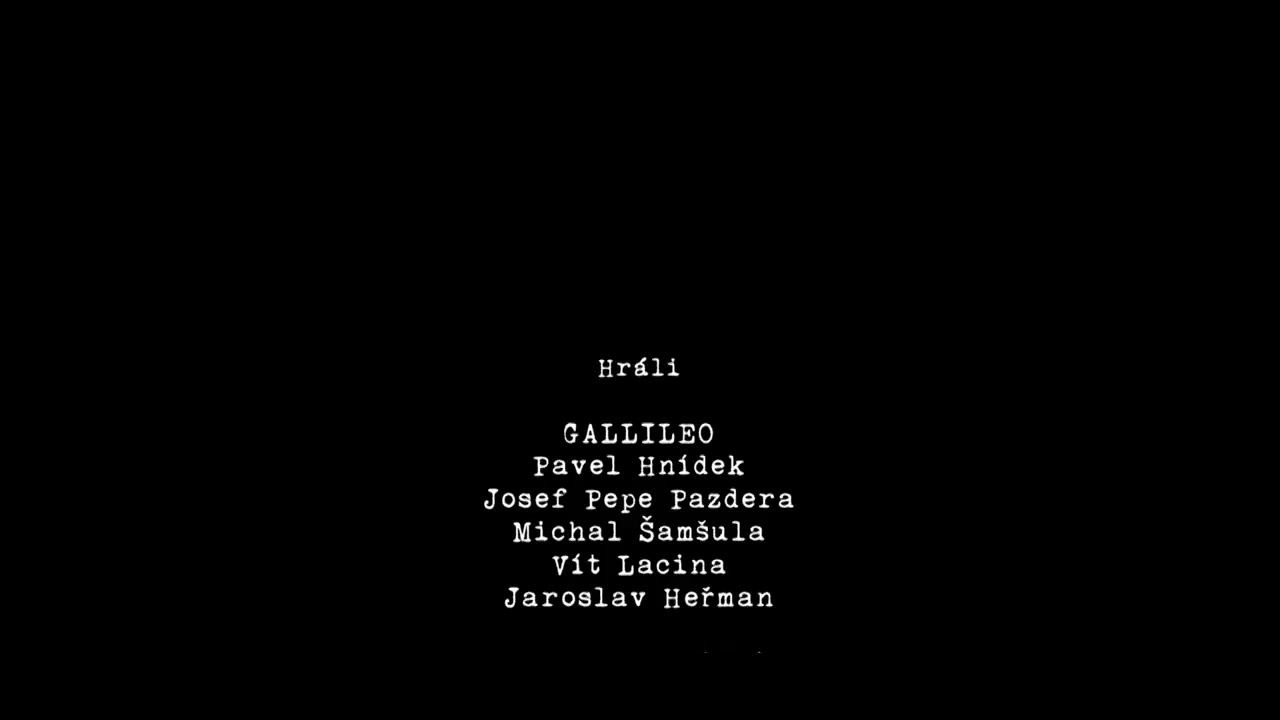 Hráli
GALLILEO
Pavel Hnídek
Josef Pepe Pazdera
Michal Šamšula
Vít Lacina
Jaroslav Heřman